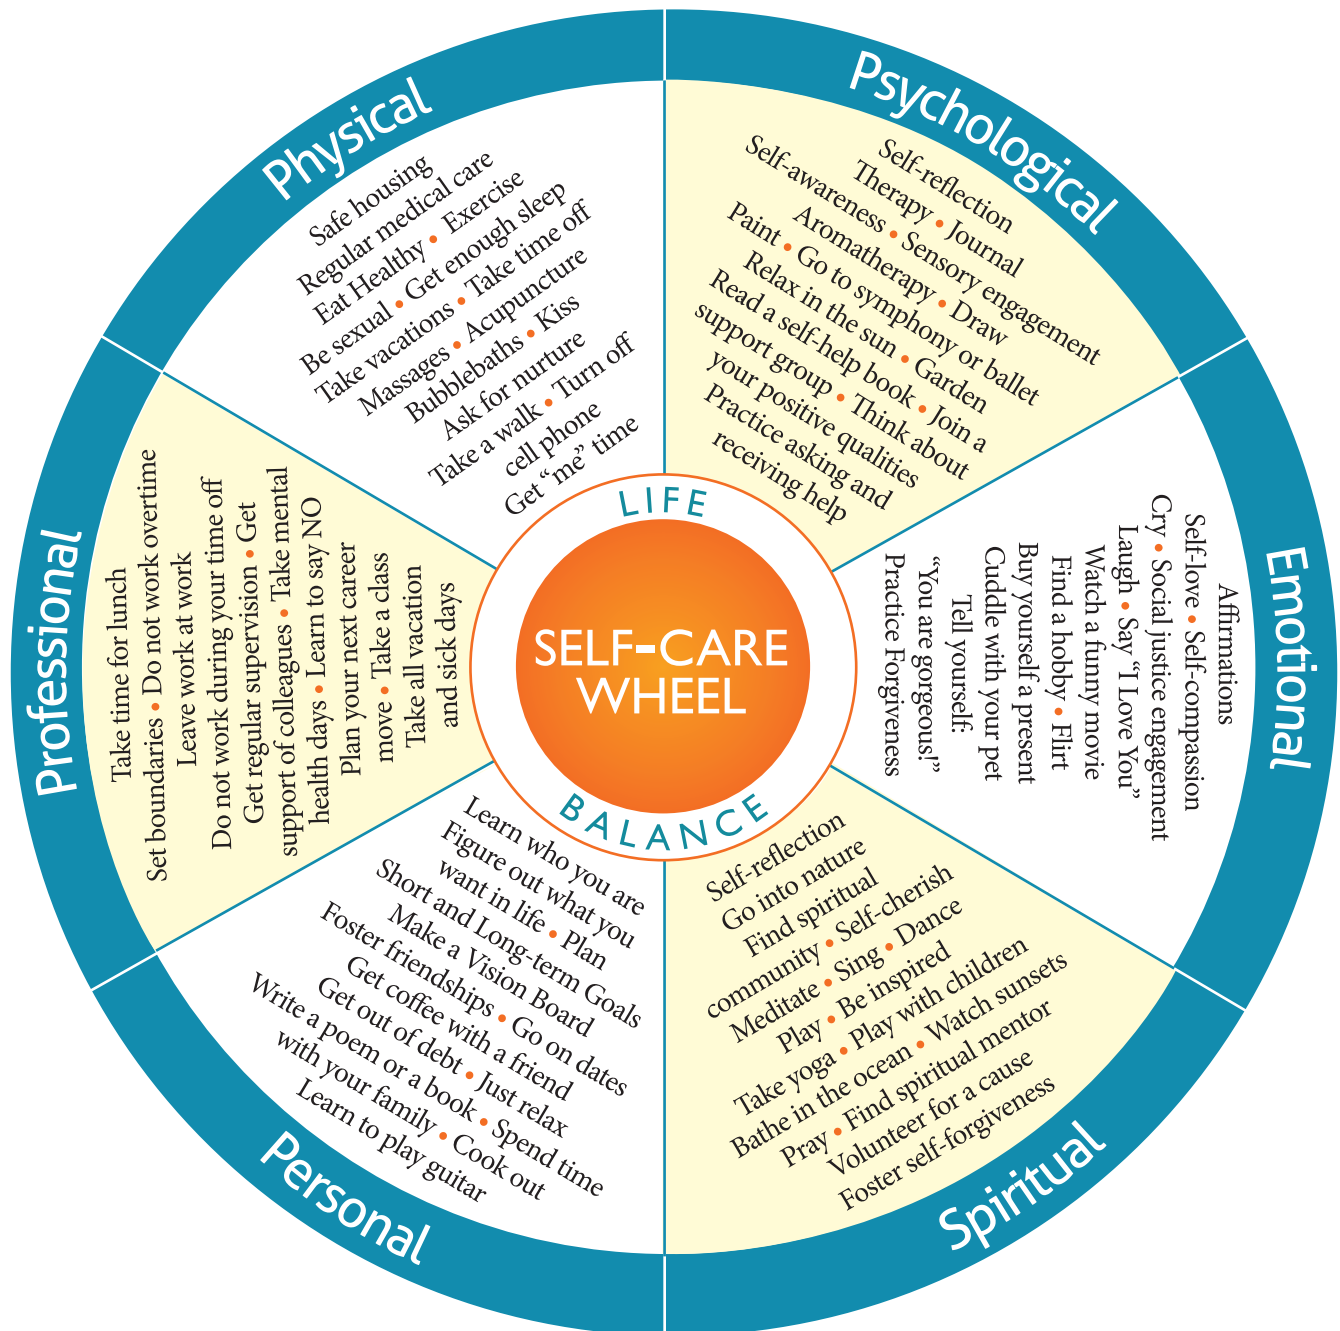 Physical
Safe housing
Regular medical care
Eat Healthy • Exercise
Be sexual • Get enough sleep
Take vacations • Take time off
Massages • Acupuncture
Bubblebaths • Kiss
Ask for nurture
Take a walk • Turn off
cell phone
Get “me” time
Psychological
Self-reflection
Therapy • Journal
Self-awareness • Sensory engagement
Aromatherapy • Draw
Paint • Go to symphony or ballet
Relax in the sun • Garden
Read a self-help book • Join a
support group • Think about
your positive qualities
Practice asking and
receiving help
Emotional
Affirmations
Self-love • Self-compassion
Cry • Social justice engagement
Laugh • Say “I Love You”
Watch a funny movie
Find a hobby • Flirt
Buy yourself a present
Cuddle with your pet
Tell yourself:
“You are gorgeous!”
Practice Forgiveness
Spiritual
Self-reflection
Go into nature
Find spiritual
community • Self-cherish
Meditate • Sing • Dance
Play • Be inspired
Take yoga • Play with children
Bathe in the ocean • Watch sunsets
Pray • Find spiritual mentor
Volunteer for a cause
Foster self-forgiveness
Personal
Learn who you are
Figure out what you
want in life • Plan
Short and Long-term Goals
Make a Vision Board
Foster friendships • Go on dates
Get coffee with a friend
Get out of debt • Just relax
Write a poem or a book • Spend time
with your family • Cook out
Learn to play guitar
Professional
Take time for lunch
Set boundaries • Do not work overtime
Leave work at work
Do not work during your time off
Get regular supervision • Get
support of colleagues • Take mental
health days • Learn to say NO
Plan your next career
move • Take a class
Take all vacation
and sick days
LIFE
SELF-CARE
WHEEL
BALANCE